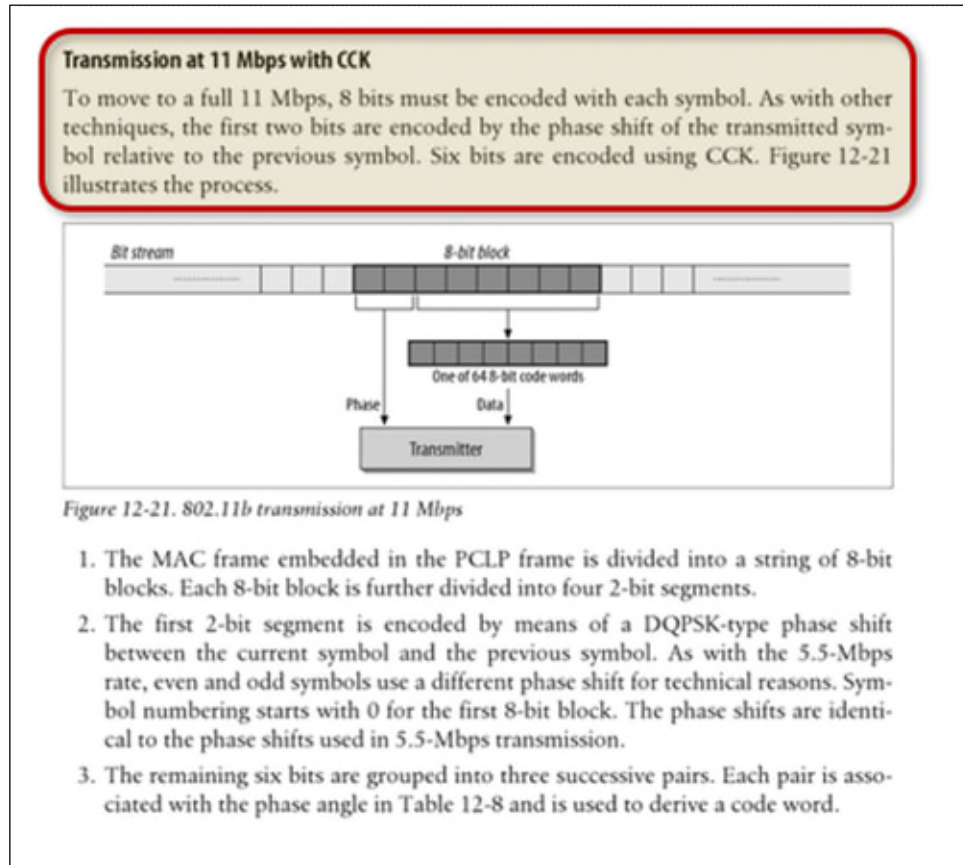 Transmission at 11 Mbps with CCK
To move to a full 11 Mbps, 8 bits must be encoded with each symbol. As with other
techniques, the first two bits are encoded by the phase shift of the transmitted sym-
bol relative to the previous symbol. Six bits are encoded using CCK. Figure 12-21
illustrates the process.
Bit stream
8-bit block
One of 64 8-bit code words
Phase
Data
Transmitter
Figure 12-21. 802.11b transmission at 11 Mbps
1. The MAC frame embedded in the PCLP frame is divided into a string of 8-bit
blocks. Each 8-bit block is further divided into four 2-bit segments.
2. The first 2-bit segment is encoded by means of a DQPSK-type phase shift
between the current symbol and the previous symbol. As with the 5.5-Mbps
rate, even and odd symbols use a different phase shift for technical reasons. Sym-
bol numbering starts with 0 for the first 8-bit block. The phase shifts are identi-
cal to the phase shifts used in 5.5-Mbps transmission.
3. The remaining six bits are grouped into three successive pairs. Each pair is asso-
ciated with the phase angle in Table 12-8 and is used to derive a code word.